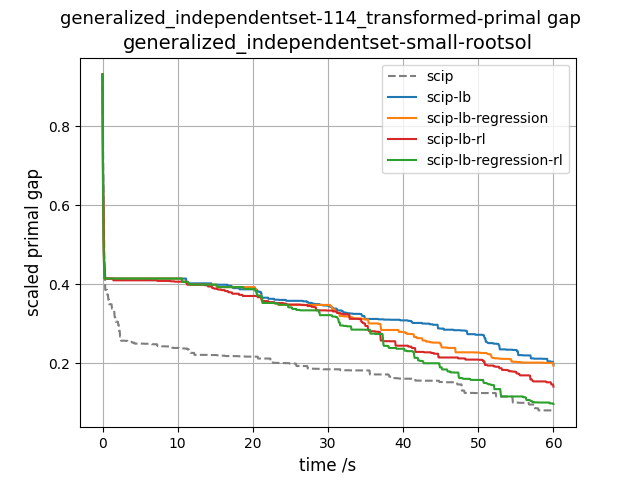 generalized_independentset-114_transformed-primal gap
generalized_independentset-small-rootsol
scip
scip-lb
scip-lb-regression
scip-lb-rl
scip-lb-regression-rl
scaled primal gap
0.8
0.6
0.4
0.2
0 10 20 30 40 50 60
time /s